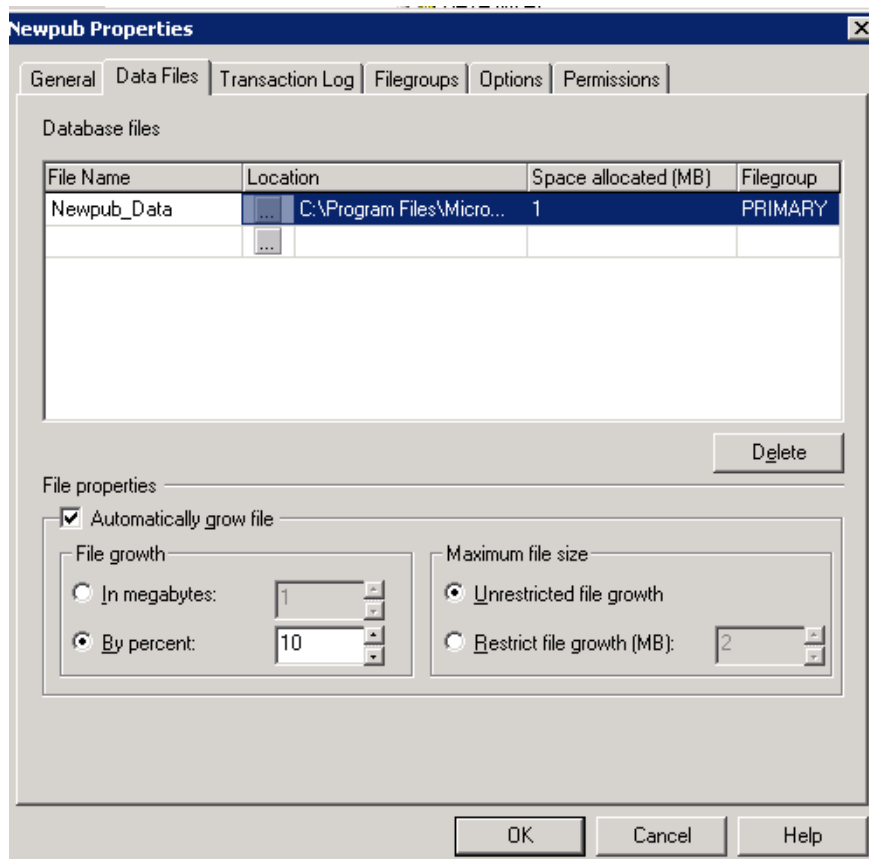 Newpub Properties
General Data Files Transaction Log Filegroups Options Permissions
Database files
File Name Location Space allocated (MB) Filegroup
Newpub_Data ... C:\Program Files\Micro... 1 PRIMARY
...
Delete
File properties
Automatically grow file
File growth Maximum file size
In megabytes: 1 Unrestricted file growth
By percent: 10 Restrict file growth (MB): 2
OK Cancel Help